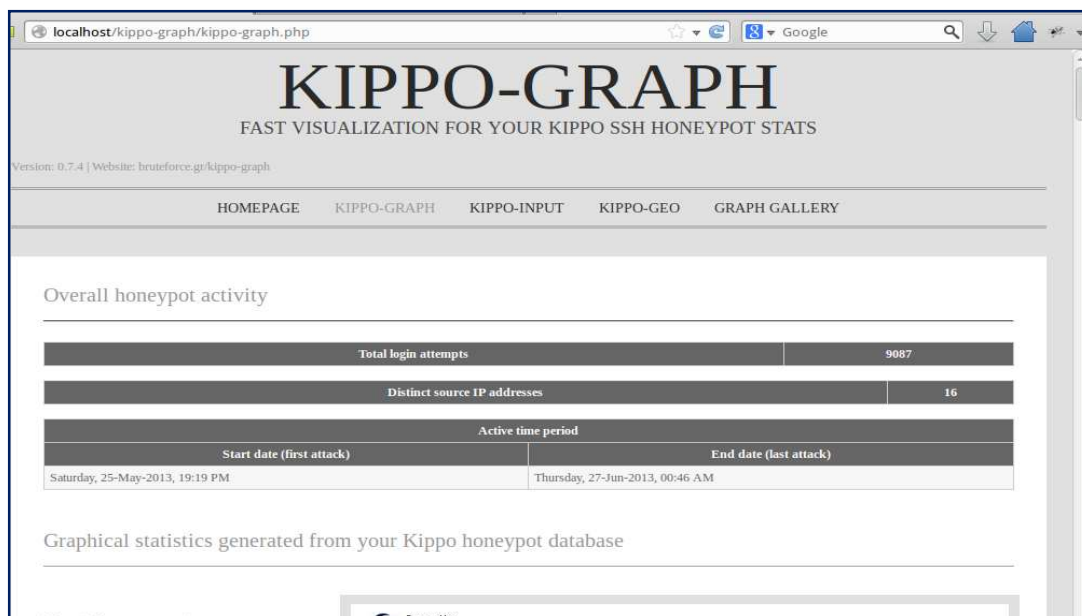 localhost/kippo-graph/kippo-graph.php
Google
KIPPO-GRAPH
FAST VISUALIZATION FOR YOUR KIPPO SSH HONEYPOT STATS
Version: 0.7.4 | Website: bruteforce.gr/kippo-graph
HOMEPAGE KIPPO-GRAPH KIPPO-INPUT KIPPO-GEO GRAPH GALLERY
Overall honeypot activity
Total login attempts 9087
Distinct source IP addresses 16
Active time period
Start date (first attack) End date (last attack)
Saturday, 25-May-2013, 19:19 PM Thursday, 27-Jun-2013, 00:46 AM
Graphical statistics generated from your Kippo honeypot database